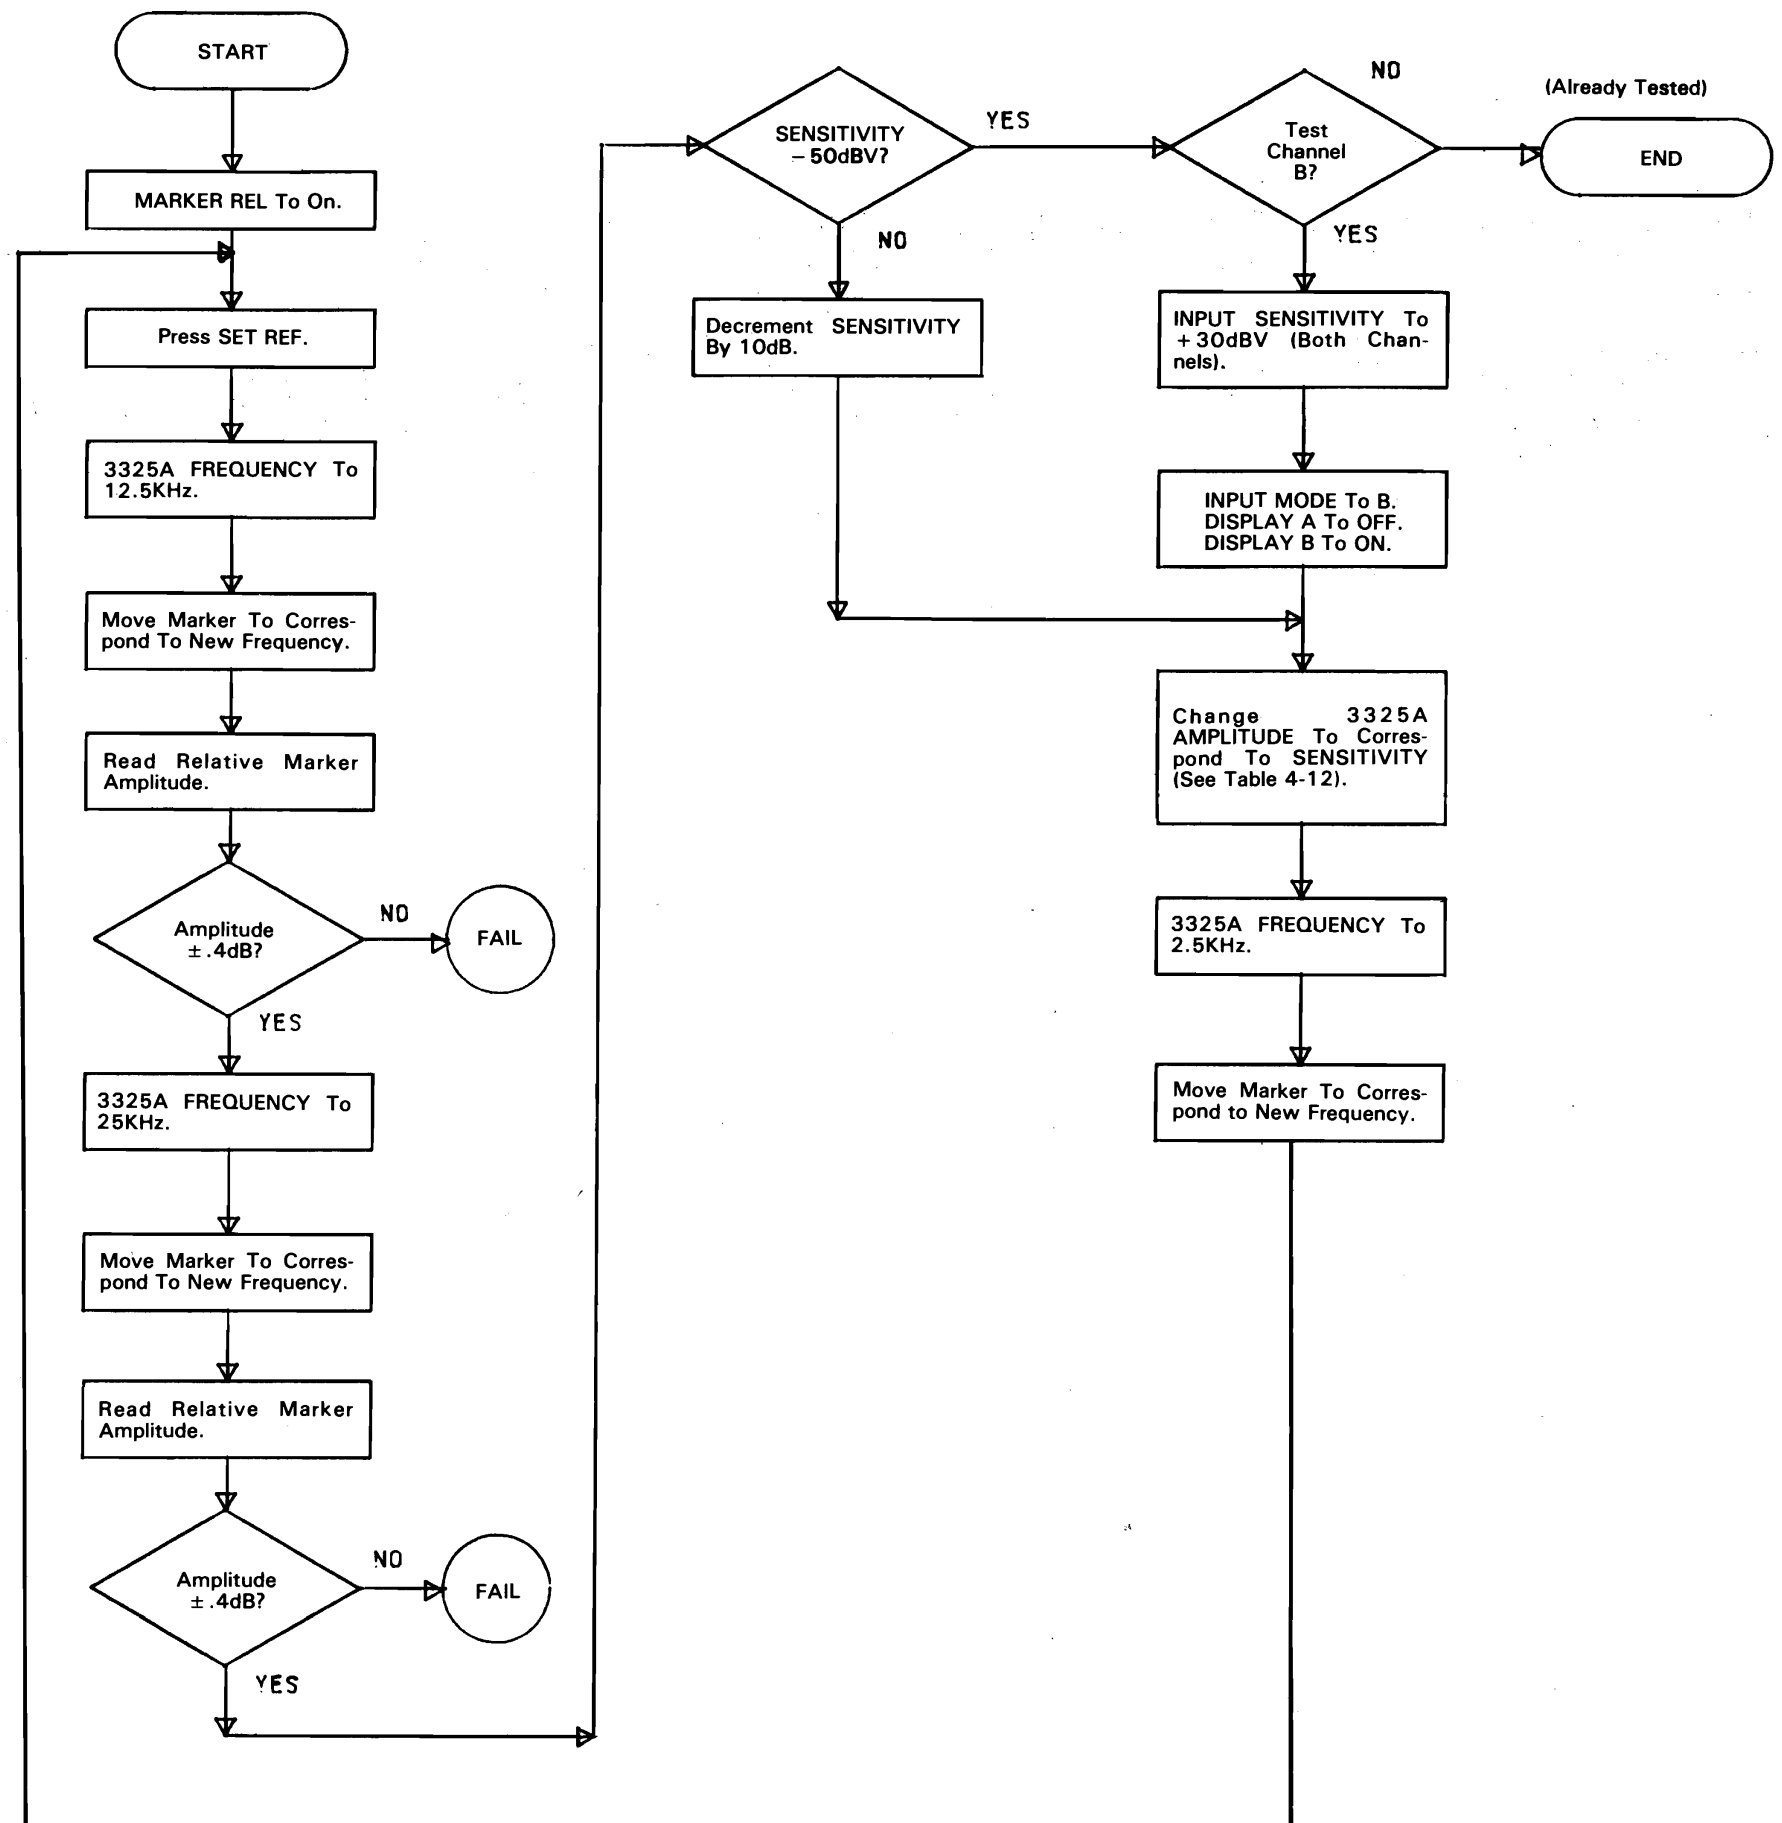 START
MARKER REL To On.
Press SET REF.
3325A FREQUENCY To
12.5KHz.
Move Marker To Corres-
pond To New Frequency.
Read Relative Marker
Amplitude.
Amplitude
±.4dB?
NO
FAIL
YES
3325A FREQUENCY To
25KHz.
Move Marker To Corres-
pond To New Frequency.
Read Relative Marker
Amplitude.
Amplitude
±.4dB?
NO
FAIL
YES
SENSITIVITY
–50dBV?
YES
NO
Decrement SENSITIVITY
By 10dB.
Test
Channel
B?
NO
(Already Tested)
END
YES
INPUT SENSITIVITY To
+30dBV (Both Chan-
nels).
INPUT MODE To B.
DISPLAY A To OFF.
DISPLAY B To ON.
Change 3325A
AMPLITUDE To Corres-
pond To SENSITIVITY
(See Table 4-12).
3325A FREQUENCY To
2.5KHz.
Move Marker To Corres-
pond to New Frequency.